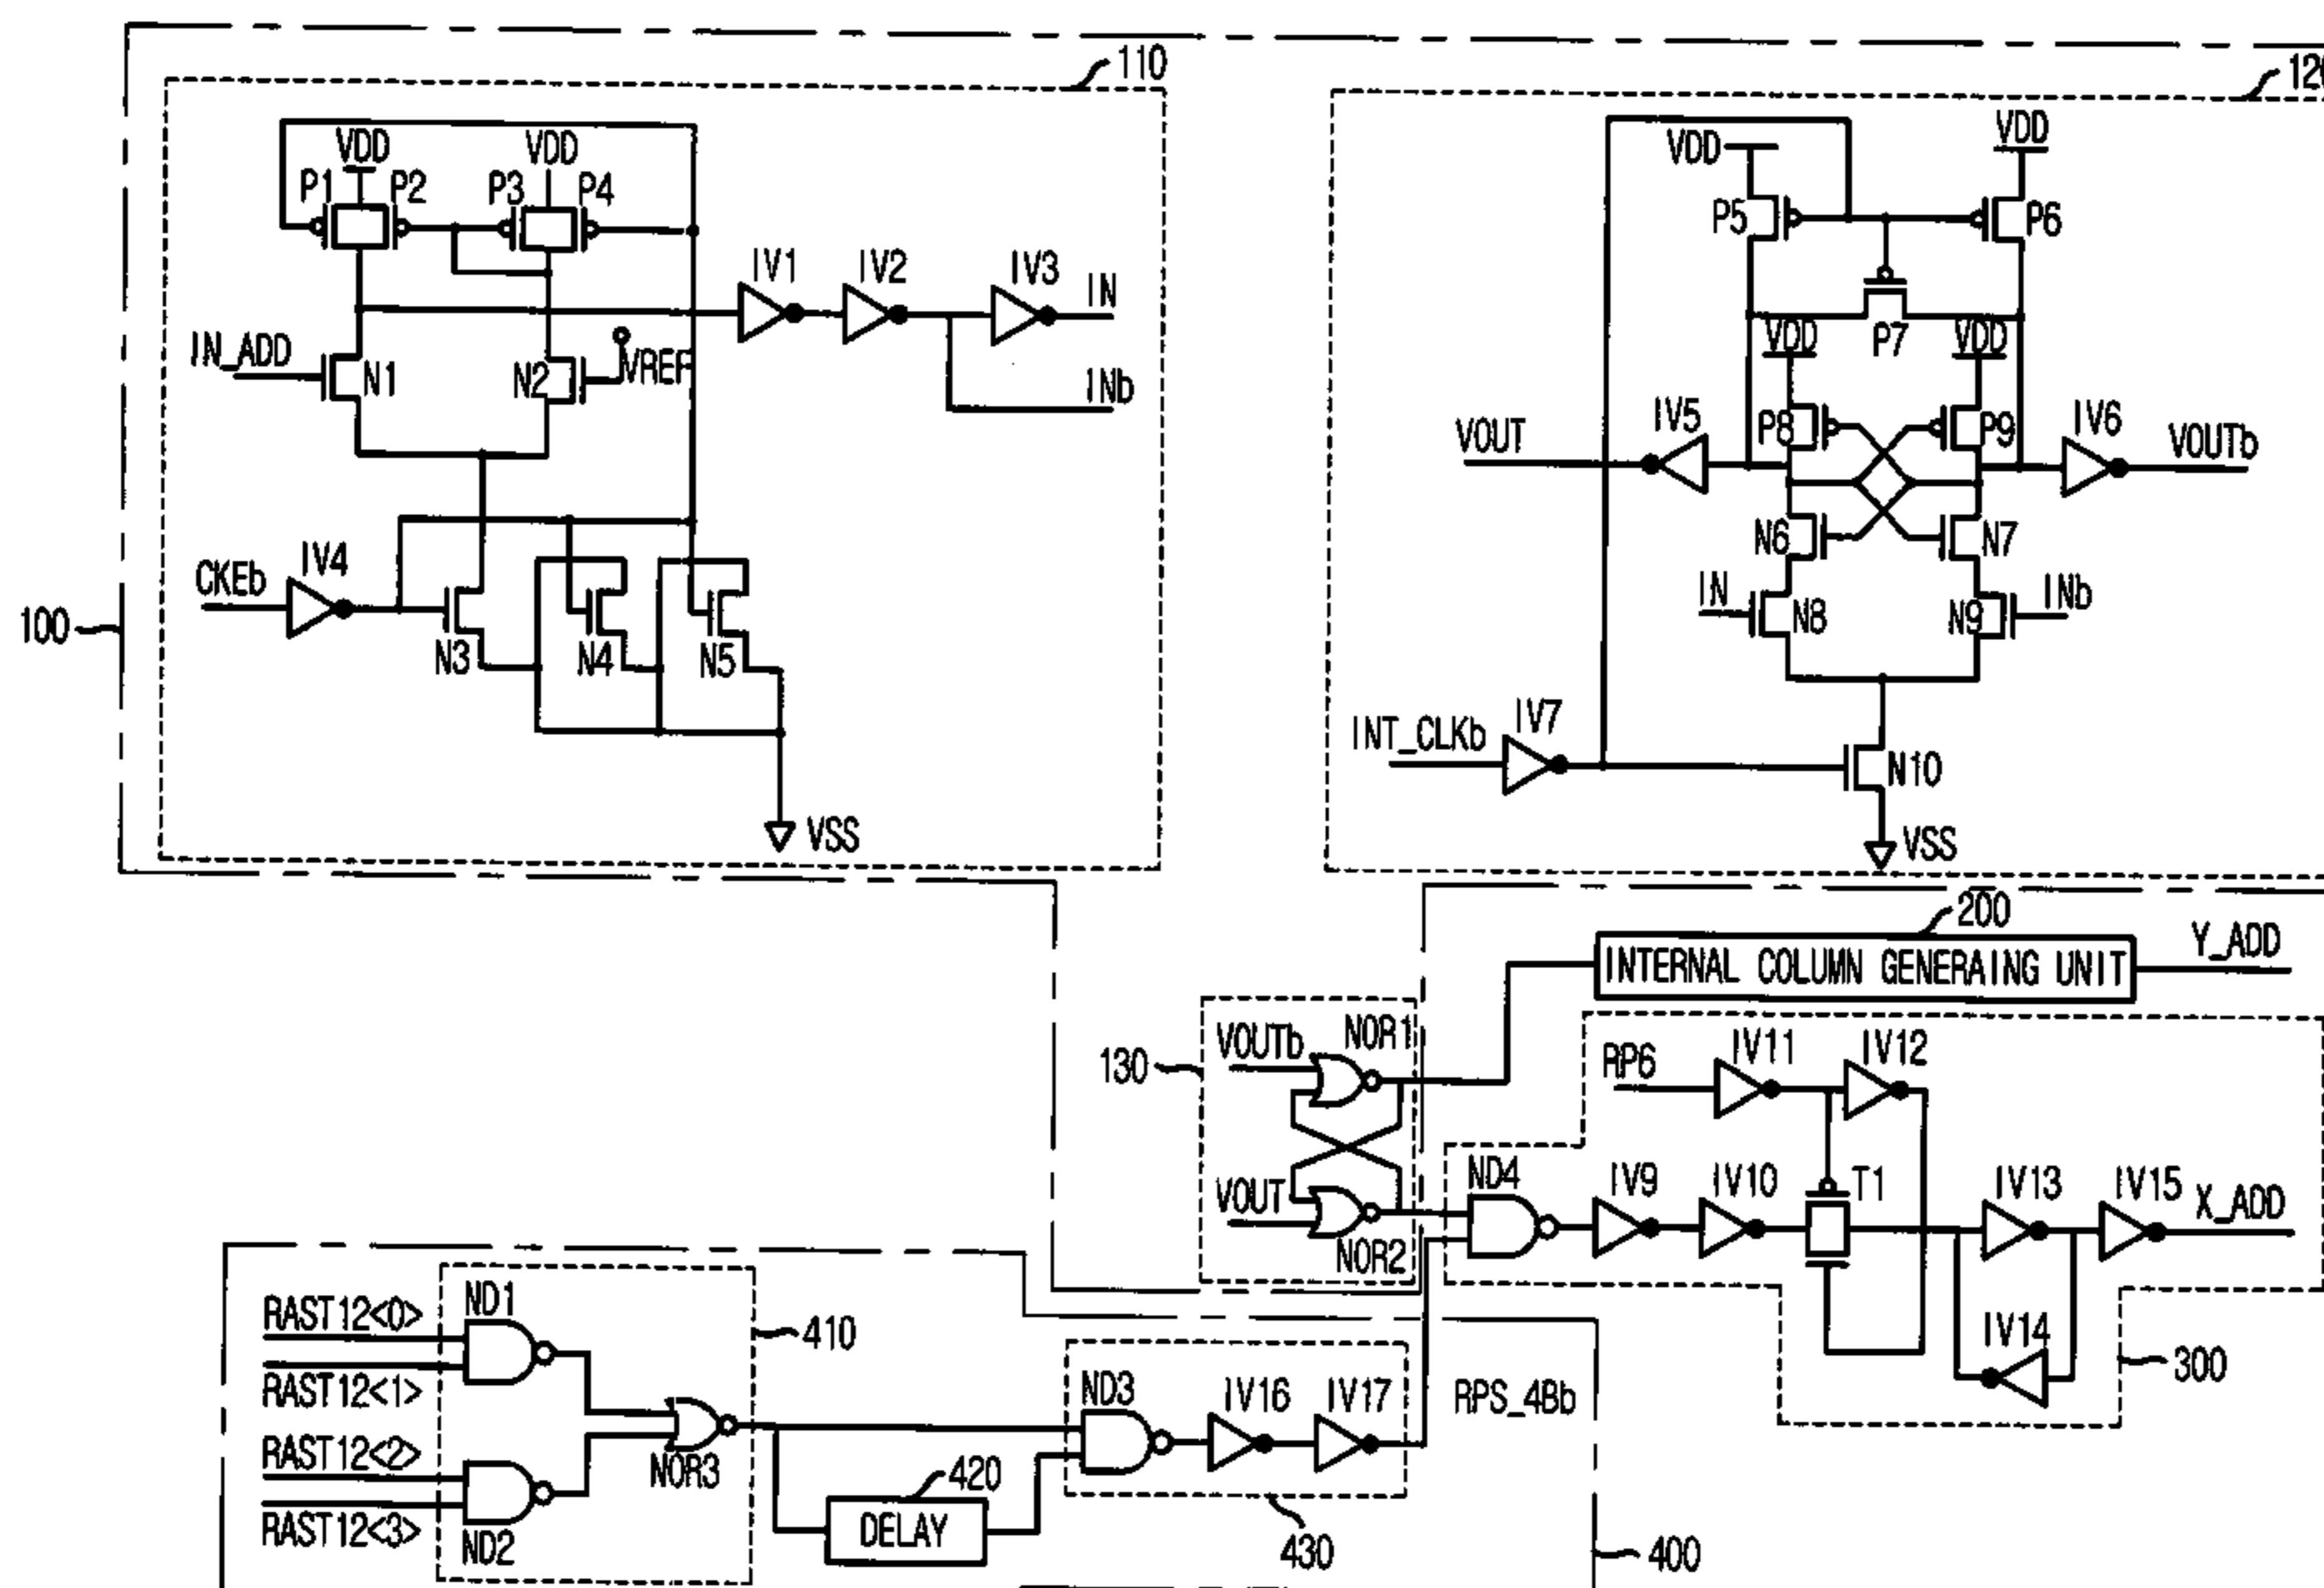 110
120
VDD
VDD
P1
P2
P3
P4
IV1
IV2
IV3
IN
IN_ADD
N1
N2
VREF
INb
CKEb
IV4
N3
N4
N5
VSS
100
VDD
VDD
P5
P6
P7
VDD
VDD
VOUT
IV5
P8
P9
IV6
VOUTb
N6
N7
IN
N8
N9
INb
INT_CLKb
IV7
N10
VSS
200
INTERNAL COLUMN GENERAING UNIT
Y_ADD
130
VOUTb
NOR1
VOUT
NOR2
RP6
IV11
IV12
ND4
IV9
IV10
T1
IV13
IV15
X_ADD
IV14
300
RAST12<0>
RAST12<1>
RAST12<2>
RAST12<3>
ND1
ND2
NOR3
410
420
DELAY
ND3
IV16
IV17
430
RPS_4Bb
400